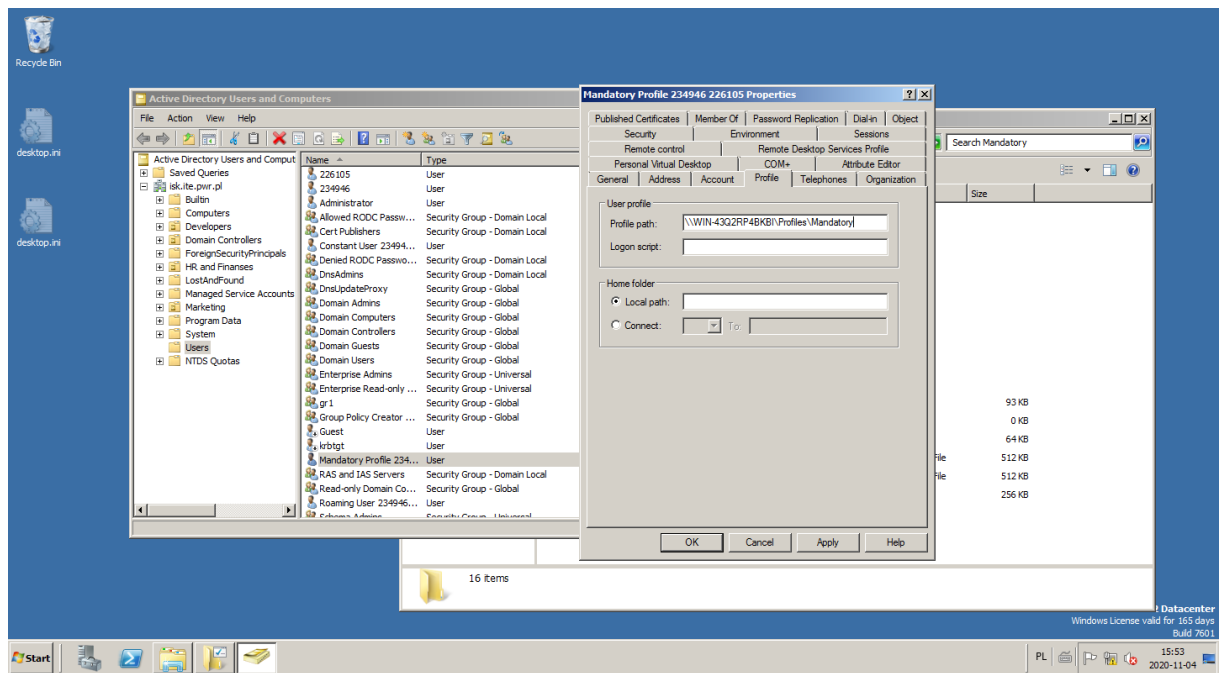 Recycle Bin
desktop.ini
desktop.ini
Active Directory Users and Computers
File Action View Help
Active Directory Users and Comput
Saved Queries
isk.ite.pwr.pl
Builtin
Computers
Developers
Domain Controllers
ForeignSecurityPrincipals
HR and Finanses
LostAndFound
Managed Service Accounts
Marketing
Program Data
System
Users
NTDS Quotas
Name Type
226105 User
234946 User
Administrator User
Allowed RODC Passw... Security Group - Domain Local
Cert Publishers Security Group - Domain Local
Constant User 23494... User
Denied RODC Passwo... Security Group - Domain Local
DnsAdmins Security Group - Domain Local
DnsUpdateProxy Security Group - Global
Domain Admins Security Group - Global
Domain Computers Security Group - Global
Domain Controllers Security Group - Global
Domain Guests Security Group - Global
Domain Users Security Group - Global
Enterprise Admins Security Group - Universal
Enterprise Read-only ... Security Group - Universal
gr1 Security Group - Global
Group Policy Creator ... Security Group - Global
Guest User
krbtgt User
Mandatory Profile 234... User
RAS and IAS Servers Security Group - Domain Local
Read-only Domain Co... Security Group - Global
Roaming User 234946... User
Schema Admins Security Group - Universal
Mandatory Profile 234946 226105 Properties
Published Certificates Member Of Password Replication Dial-in Object
Security Environment Sessions
Remote control Remote Desktop Services Profile
Personal Virtual Desktop COM+ Attribute Editor
General Address Account Profile Telephones Organization
User profile
Profile path: \\WIN-43Q2RP4BKBI\Profiles\Mandatory
Logon script:
Home folder
Local path:
Connect: To:
OK Cancel Apply Help
Search Mandatory
Size
93 KB
0 KB
64 KB
File 512 KB
File 512 KB
256 KB
16 items
2 Datacenter
Windows License valid for 165 days
Build 7601
Start
PL
15:53
2020-11-04